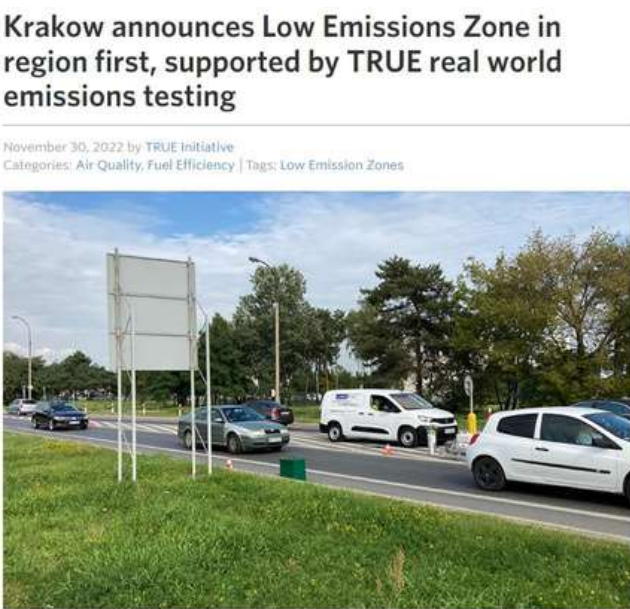 Krakow announces Low Emissions Zone in
region first, supported by TRUE real world
emissions testing
November 30, 2022 by TRUE Initiative
Categories: Air Quality, Fuel Efficiency | Tags: Low Emission Zones